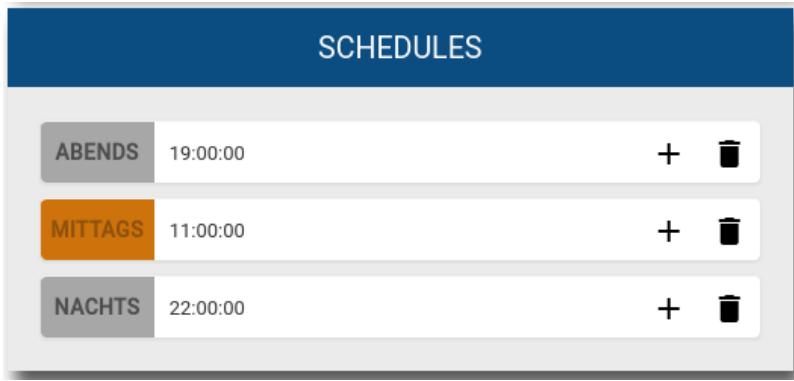 SCHEDULES
ABENDS 19:00:00
MITTAGS 11:00:00
NACHTS 22:00:00